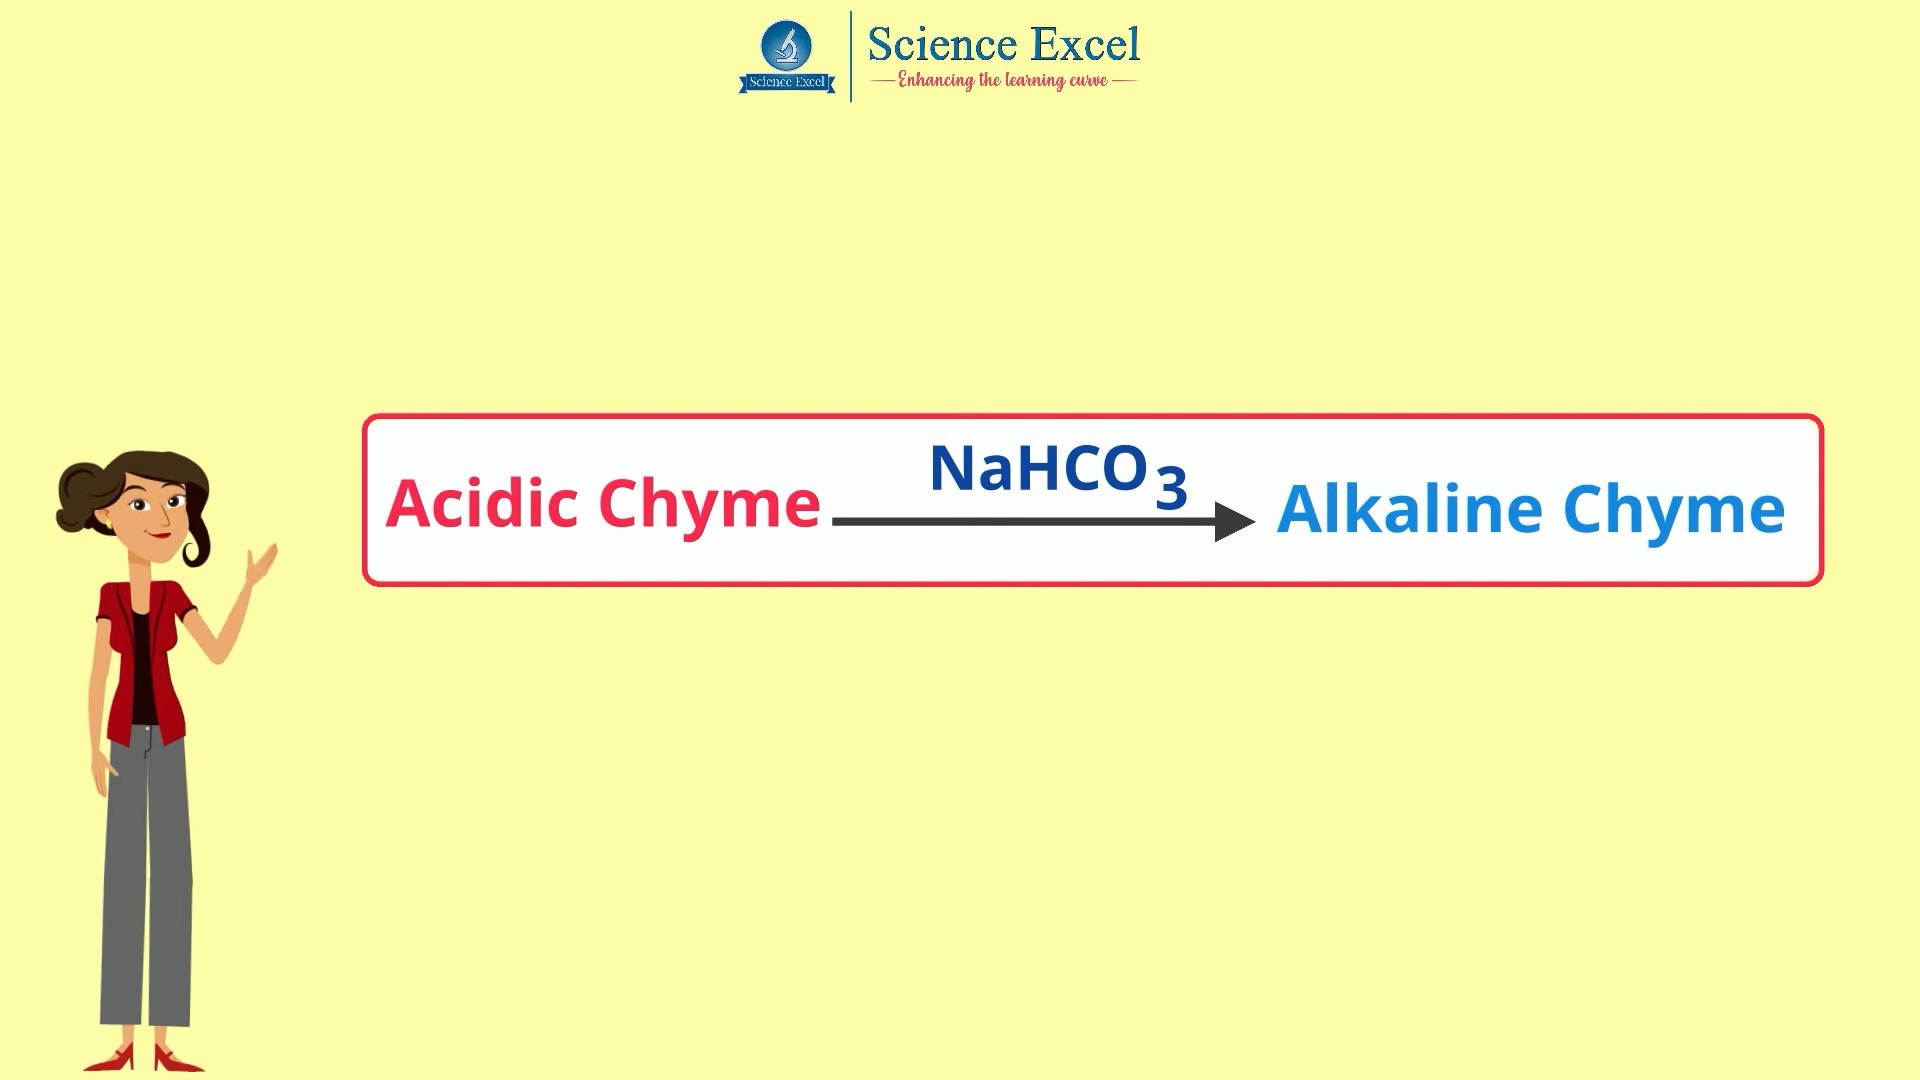 Science Excel
Science Excel
Enhancing the learning curve
NaHCO3
Acidic Chyme
Alkaline Chyme